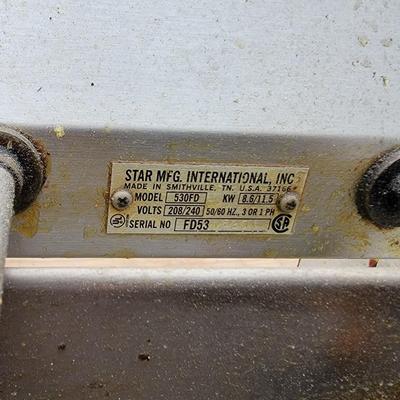 STAR MFG. INTERNATIONAL, INC.
MADE IN SMITHVILLE, TN. U.S.A. 37166
MODEL 530FD KW 8.6/11.5
VOLTS 208/240 50/60 HZ., 3 OR 1 PH
SERIAL NO FD53